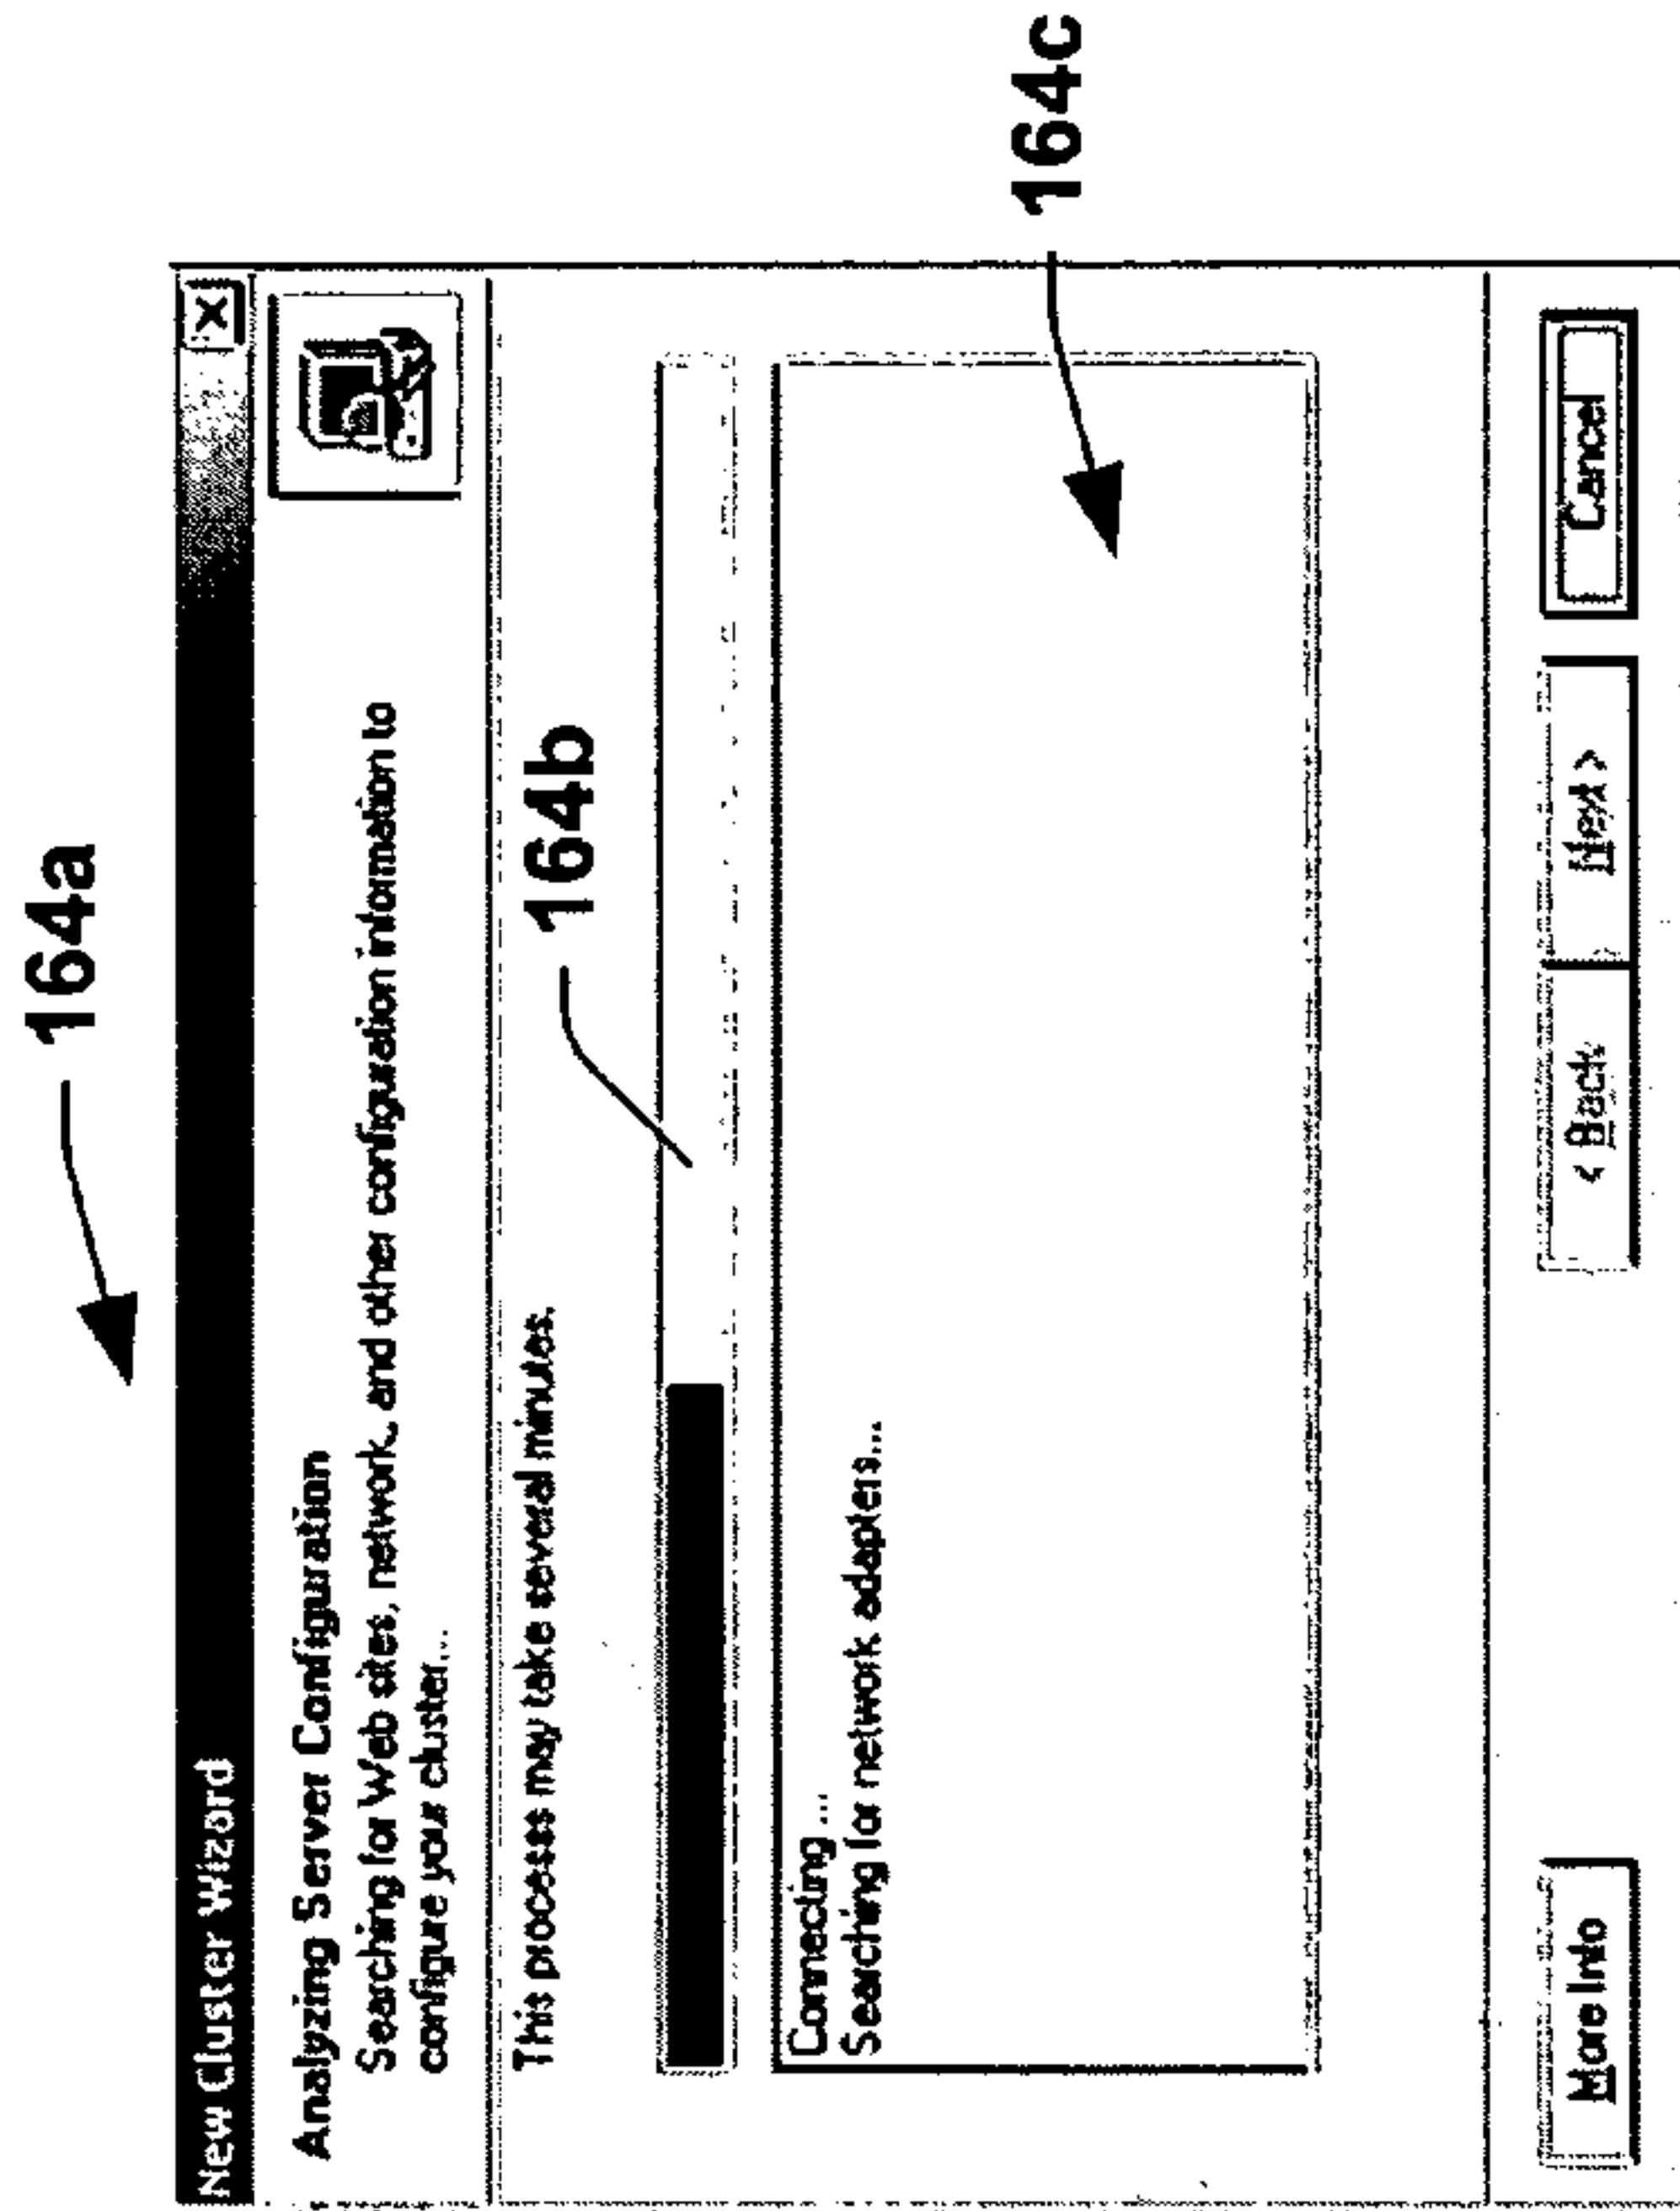 164a
New Cluster Wizard
Analyzing Server Configuration
Searching for Web sites, network, and other configuration information to
configure your cluster...
This process may take several minutes.
164b
Connecting ...
Searching for network adapters...
164c
More Info
< Back
Next >
Cancel